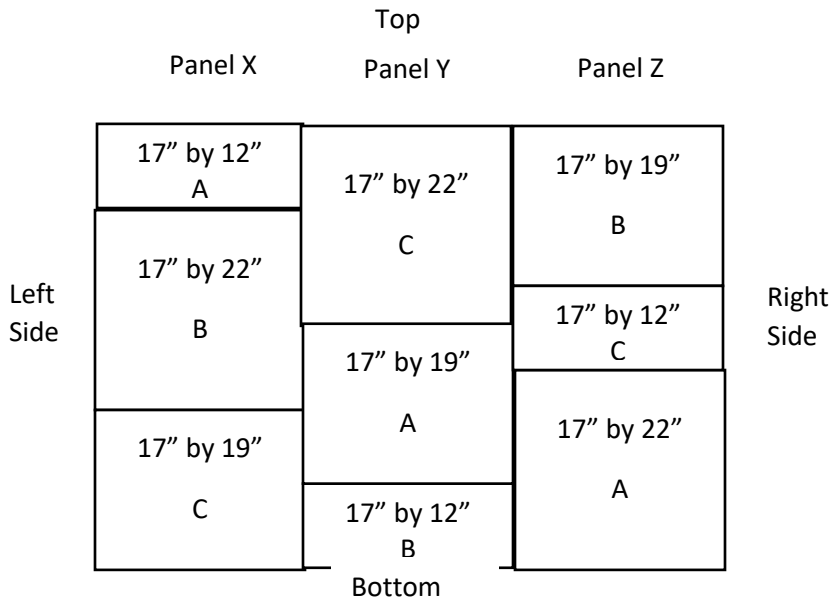 Top
Panel X
Panel Y
Panel Z
17” by 12”
A
17” by 22”
B
17” by 19”
C
17” by 22”
C
17” by 19”
A
17” by 12”
B
17” by 19”
B
17” by 12”
C
17” by 22”
A
Left
Side
Right
Side
Bottom